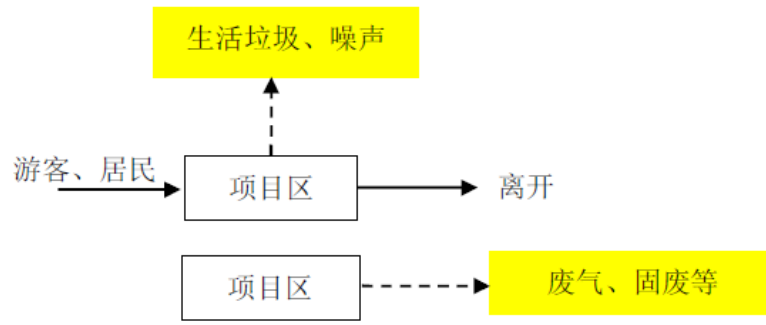 生活垃圾、噪声
游客、居民
项目区
离开
项目区
废气、固废等